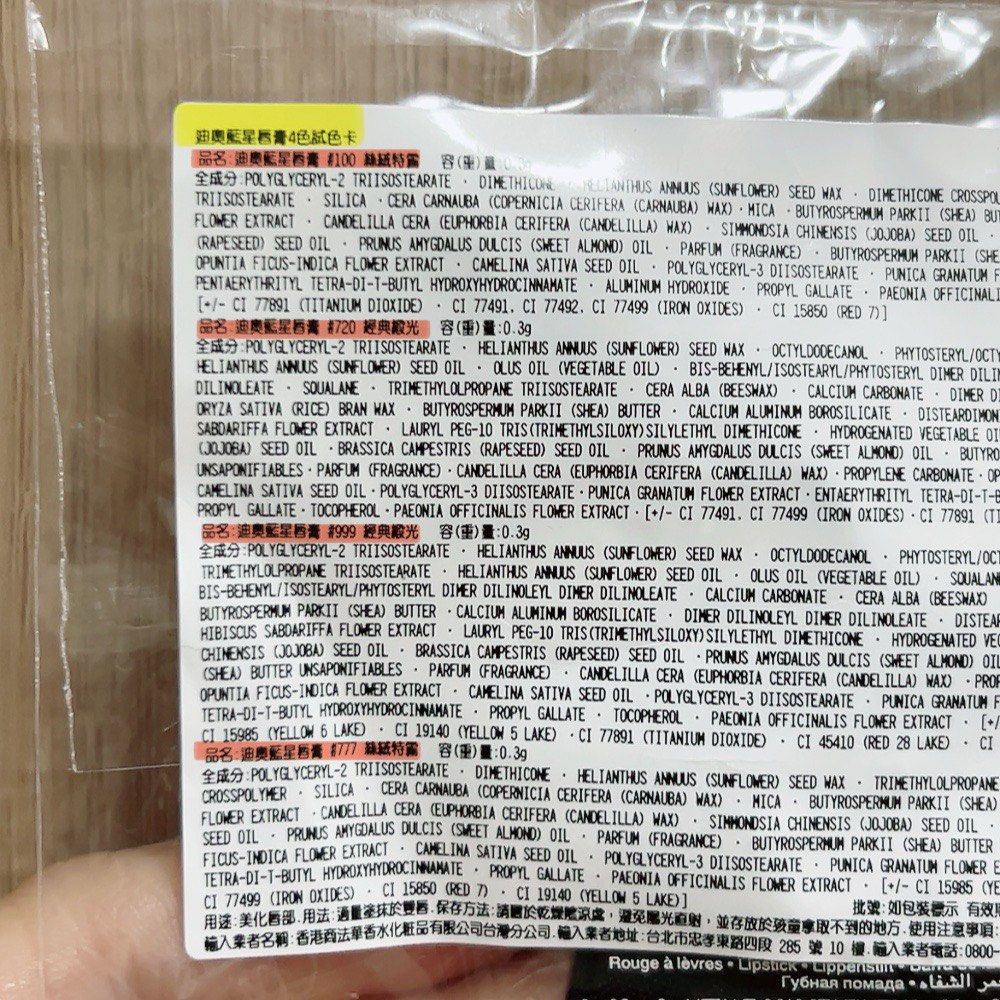 迪奧藍星唇膏4色試色卡
品名:迪奧藍星唇膏 #100 絲絨特霧 容(重)量:0.3g
全成分:POLYGLYCERYL-2 TRIISOSTEARATE · DIMETHICONE · HELIANTHUS ANNUUS (SUNFLOWER) SEED WAX · DIMETHICONE CROSSPO
TRIISOSTEARATE · SILICA · CERA CARNAUBA (COPERNICIA CERIFERA (CARNAUBA) WAX) · MICA · BUTYROSPERMUM PARKII (SHEA) BU
FLOWER EXTRACT · CANDELILLA CERA (EUPHORBIA CERIFERA (CANDELILLA) WAX) · SIMMONDSIA CHINENSIS (JOJOBA) SEED OIL ·
(RAPESEED) SEED OIL · PRUNUS AMYGDALUS DULCIS (SWEET ALMOND) OIL · PARFUM (FRAGRANCE) · BUTYROSPERMUM PARKII (SHE
OPUNTIA FICUS-INDICA FLOWER EXTRACT · CAMELINA SATIVA SEED OIL · POLYGLYCERYL-3 DIISOSTEARATE · PUNICA GRANATUM F
PENTAERYTHRITYL TETRA-DI-T-BUTYL HYDROXYHYDROCINNAMATE · ALUMINUM HYDROXIDE · PROPYL GALLATE · PAEONIA OFFICINALI
[+/- CI 77891 (TITANIUM DIOXIDE) · CI 77491, CI 77492, CI 77499 (IRON OXIDES) · CI 15850 (RED 7)]
品名:迪奧藍星唇膏 #720 經典緞光 容(重)量:0.3g
全成分:POLYGLYCERYL-2 TRIISOSTEARATE · HELIANTHUS ANNUUS (SUNFLOWER) SEED WAX · OCTYLDODECANOL · PHYTOSTERYL/OCTY
HELIANTHUS ANNUUS (SUNFLOWER) SEED OIL · OLUS OIL (VEGETABLE OIL) · BIS-BEHENYL/ISOSTEARYL/PHYTOSTERYL DIMER DILIN
DILINOLEATE · SQUALANE · TRIMETHYLOLPROPANE TRIISOSTEARATE · CERA ALBA (BEESWAX) · CALCIUM CARBONATE · DIMER DI
ORYZA SATIVA (RICE) BRAN WAX · BUTYROSPERMUM PARKII (SHEA) BUTTER · CALCIUM ALUMINUM BOROSILICATE · DISTEARDIMON
SABDARIFFA FLOWER EXTRACT · LAURYL PEG-10 TRIS(TRIMETHYLSILOXY)SILYLETHYL DIMETHICONE · HYDROGENATED VEGETABLE OI
(JOJOBA) SEED OIL · BRASSICA CAMPESTRIS (RAPESEED) SEED OIL · PRUNUS AMYGDALUS DULCIS (SWEET ALMOND) OIL · BUTYRO
UNSAPONIFIABLES · PARFUM (FRAGRANCE) · CANDELILLA CERA (EUPHORBIA CERIFERA (CANDELILLA) WAX) · PROPYLENE CARBONATE · OP
CAMELINA SATIVA SEED OIL · POLYGLYCERYL-3 DIISOSTEARATE · PUNICA GRANATUM FLOWER EXTRACT · ENTAERYTHRITYL TETRA-DI-T-B
PROPYL GALLATE · TOCOPHEROL · PAEONIA OFFICINALIS FLOWER EXTRACT · [+/- CI 77491, CI 77499 (IRON OXIDES) · CI 77891 (TI
品名:迪奧藍星唇膏 #999 經典緞光 容(重)量:0.3g
全成分:POLYGLYCERYL-2 TRIISOSTEARATE · HELIANTHUS ANNUUS (SUNFLOWER) SEED WAX · OCTYLDODECANOL · PHYTOSTERYL/OCT
TRIMETHYLOLPROPANE TRIISOSTEARATE · HELIANTHUS ANNUUS (SUNFLOWER) SEED OIL · OLUS OIL (VEGETABLE OIL) · SQUALAN
BIS-BEHENYL/ISOSTEARYL/PHYTOSTERYL DIMER DILINOLEYL DIMER DILINOLEATE · CALCIUM CARBONATE · CERA ALBA (BEESWAX)
BUTYROSPERMUM PARKII (SHEA) BUTTER · CALCIUM ALUMINUM BOROSILICATE · DIMER DILINOLEYL DIMER DILINOLEATE · DISTEAR
HIBISCUS SABDARIFFA FLOWER EXTRACT · LAURYL PEG-10 TRIS(TRIMETHYLSILOXY)SILYLETHYL DIMETHICONE · HYDROGENATED VE
CHINENSIS (JOJOBA) SEED OIL · BRASSICA CAMPESTRIS (RAPESEED) SEED OIL · PRUNUS AMYGDALUS DULCIS (SWEET ALMOND) OIL
(SHEA) BUTTER UNSAPONIFIABLES · PARFUM (FRAGRANCE) · CANDELILLA CERA (EUPHORBIA CERIFERA (CANDELILLA) WAX) · PROP
OPUNTIA FICUS-INDICA FLOWER EXTRACT · CAMELINA SATIVA SEED OIL · POLYGLYCERYL-3 DIISOSTEARATE · PUNICA GRANATUM F
TETRA-DI-T-BUTYL HYDROXYHYDROCINNAMATE · PROPYL GALLATE · TOCOPHEROL · PAEONIA OFFICINALIS FLOWER EXTRACT · [+/
CI 15985 (YELLOW 6 LAKE) · CI 19140 (YELLOW 5 LAKE) · CI 77891 (TITANIUM DIOXIDE) · CI 45410 (RED 28 LAKE) · CI
品名:迪奧藍星唇膏 #777 絲絨特霧 容(重)量:0.3g
全成分:POLYGLYCERYL-2 TRIISOSTEARATE · DIMETHICONE · HELIANTHUS ANNUUS (SUNFLOWER) SEED WAX · TRIMETHYLOLPROPANE
CROSSPOLYMER · SILICA · CERA CARNAUBA (COPERNICIA CERIFERA (CARNAUBA) WAX) · MICA · BUTYROSPERMUM PARKII (SHEA)
FLOWER EXTRACT · CANDELILLA CERA (EUPHORBIA CERIFERA (CANDELILLA) WAX) · SIMMONDSIA CHINENSIS (JOJOBA) SEED OIL ·
SEED OIL · PRUNUS AMYGDALUS DULCIS (SWEET ALMOND) OIL · PARFUM (FRAGRANCE) · BUTYROSPERMUM PARKII (SHEA) BUTTER
FICUS-INDICA FLOWER EXTRACT · CAMELINA SATIVA SEED OIL · POLYGLYCERYL-3 DIISOSTEARATE · PUNICA GRANATUM FLOWER E
TETRA-DI-T-BUTYL HYDROXYHYDROCINNAMATE · PROPYL GALLATE · PAEONIA OFFICINALIS FLOWER EXTRACT · [+/- CI 15985 (YE
CI 77499 (IRON OXIDES) · CI 15850 (RED 7) · CI 19140 (YELLOW 5 LAKE)]
批號:如包裝標示 有效期
用途:美化唇部.用法:適量塗抹於雙唇.保存方法:請置於乾燥陰涼處,避免陽光直射,並存放於孩童拿取不到的地方.使用注意事項:
輸入業者名稱:香港商法華香水化粧品有限公司台灣分公司.輸入業者地址:台北市忠孝東路四段 285 號 10 樓.輸入業者電話:0800-
Rouge à lèvres • Lipstick • Lippenstift •
Губная помада •